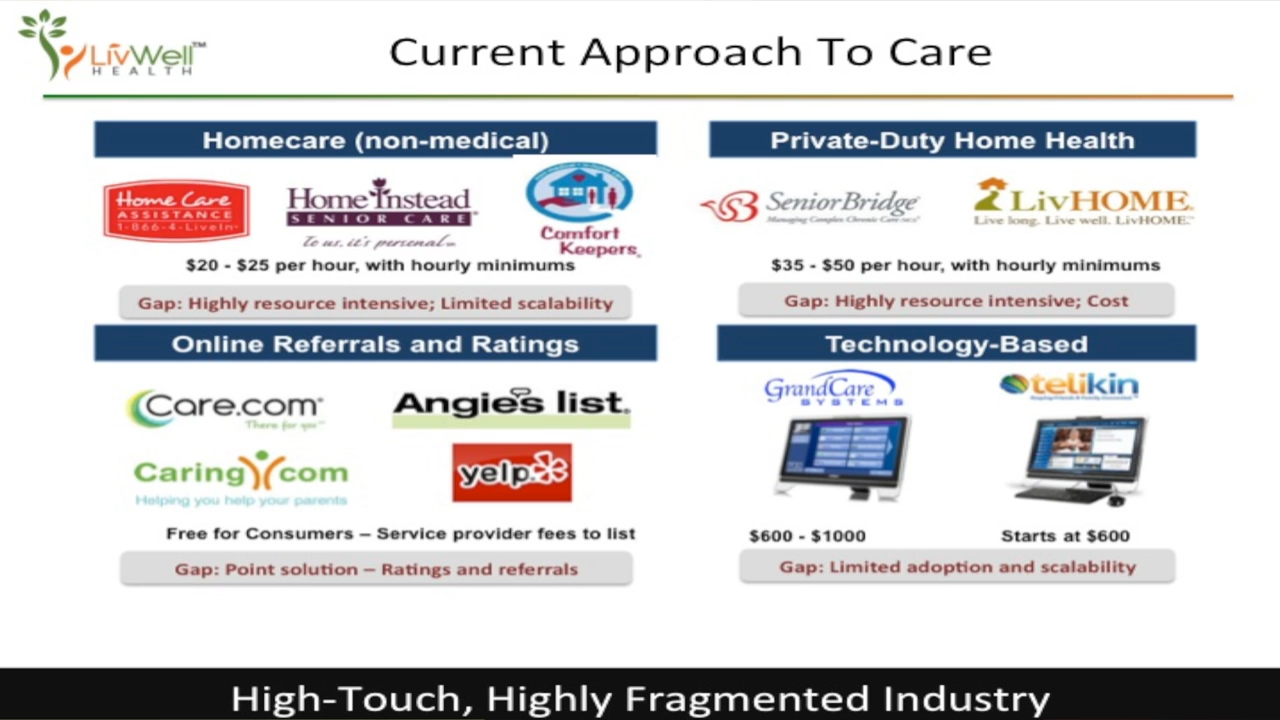 LivWell™
HEALTH
Current Approach To Care
Homecare (non-medical)
Home Care
ASSISTANCE
1-866-4-LiveIn
Home Instead
SENIOR CARE
To us, it's personal.
Comfort
Keepers
$20 - $25 per hour, with hourly minimums
Gap: Highly resource intensive; Limited scalability
Private-Duty Home Health
SeniorBridge
Managing Complex Chronic Care
LivHOME
Live long. Live well. LivHOME.
$35 - $50 per hour, with hourly minimums
Gap: Highly resource intensive; Cost
Online Referrals and Ratings
Care.com
There for you
Angie's list
Caring com
Helping you help your parents
yelp
Free for Consumers – Service provider fees to list
Gap: Point solution – Ratings and referrals
Technology-Based
GrandCare
SYSTEMS
telikin
$600 - $1000
Starts at $600
Gap: Limited adoption and scalability
High-Touch, Highly Fragmented Industry